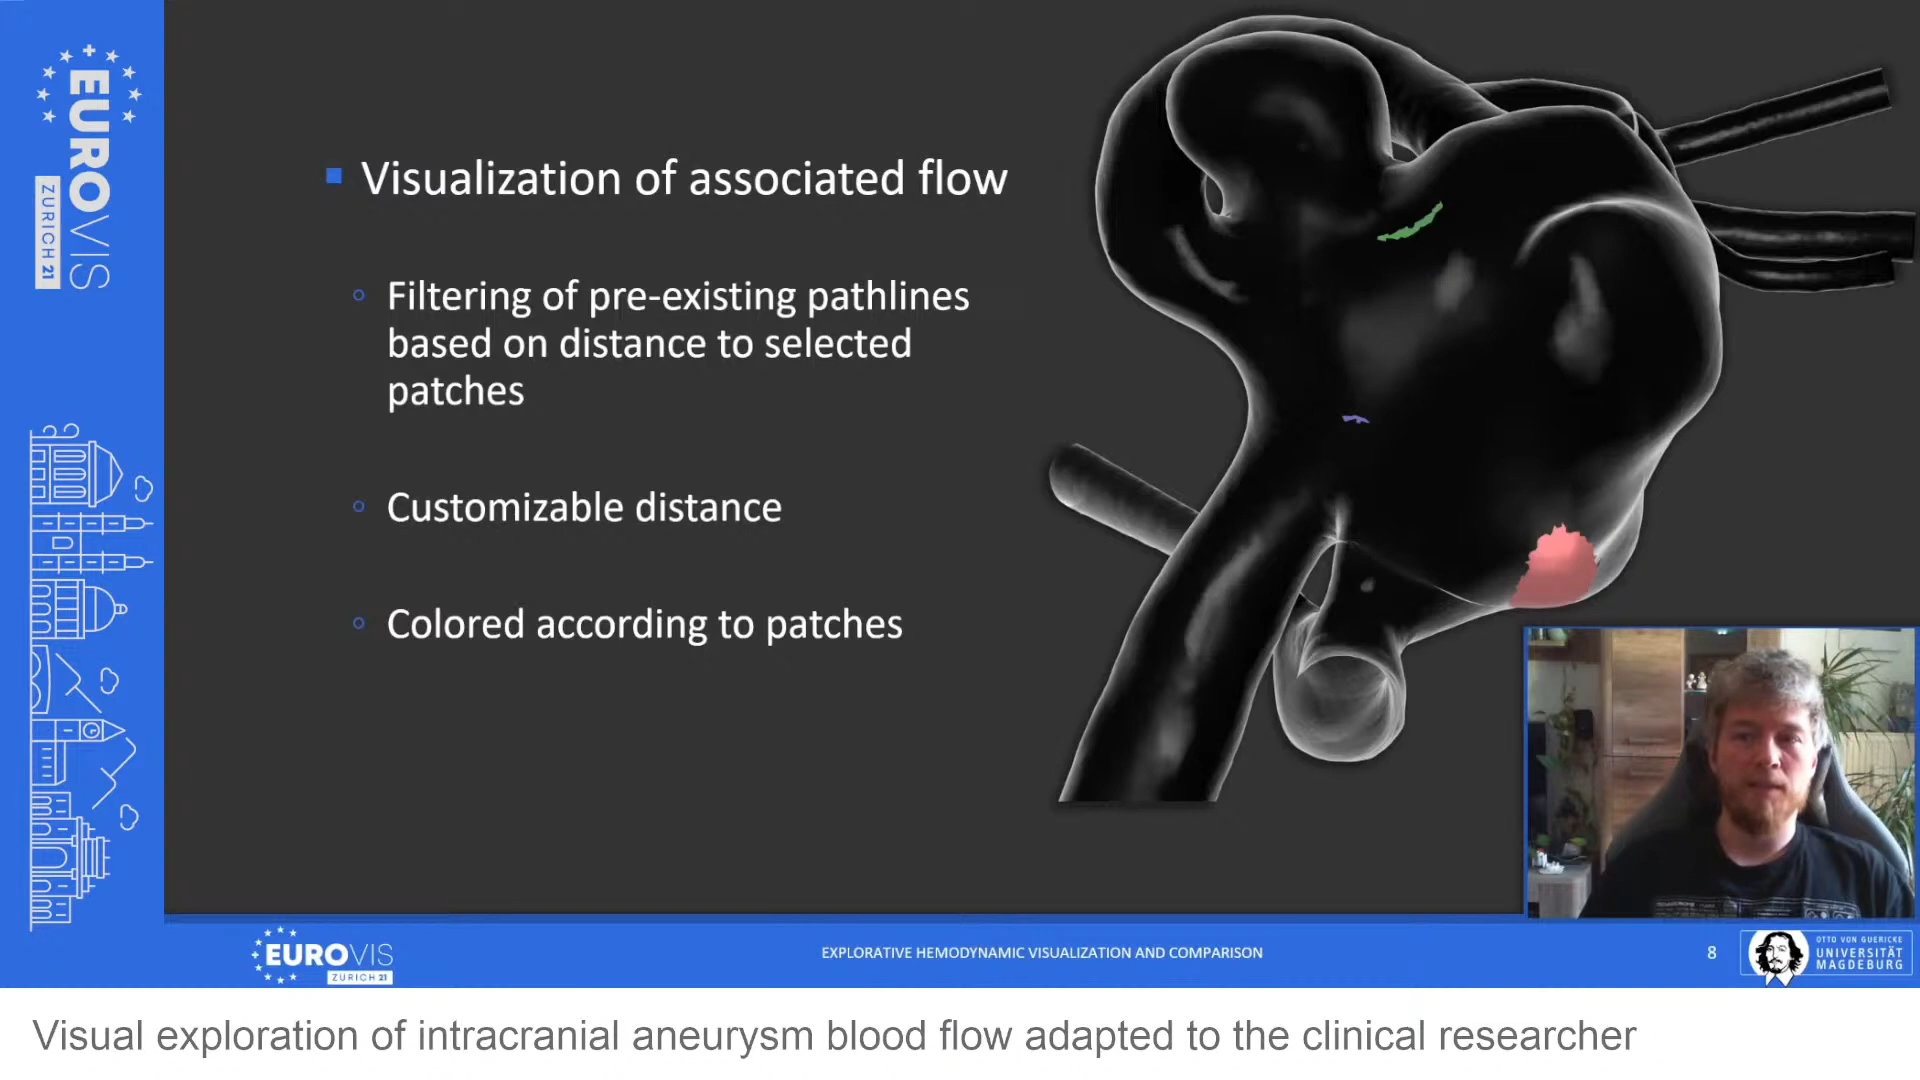 EUROVIS
ZURICH 21
Visualization of associated flow
Filtering of pre-existing pathlines
based on distance to selected
patches
Customizable distance
Colored according to patches
EUROVIS
ZURICH 21
EXPLORATIVE HEMODYNAMIC VISUALIZATION AND COMPARISON
8
OTTO VON GUERICKE
UNIVERSITÄT
MAGDEBURG
Visual exploration of intracranial aneurysm blood flow adapted to the clinical researcher